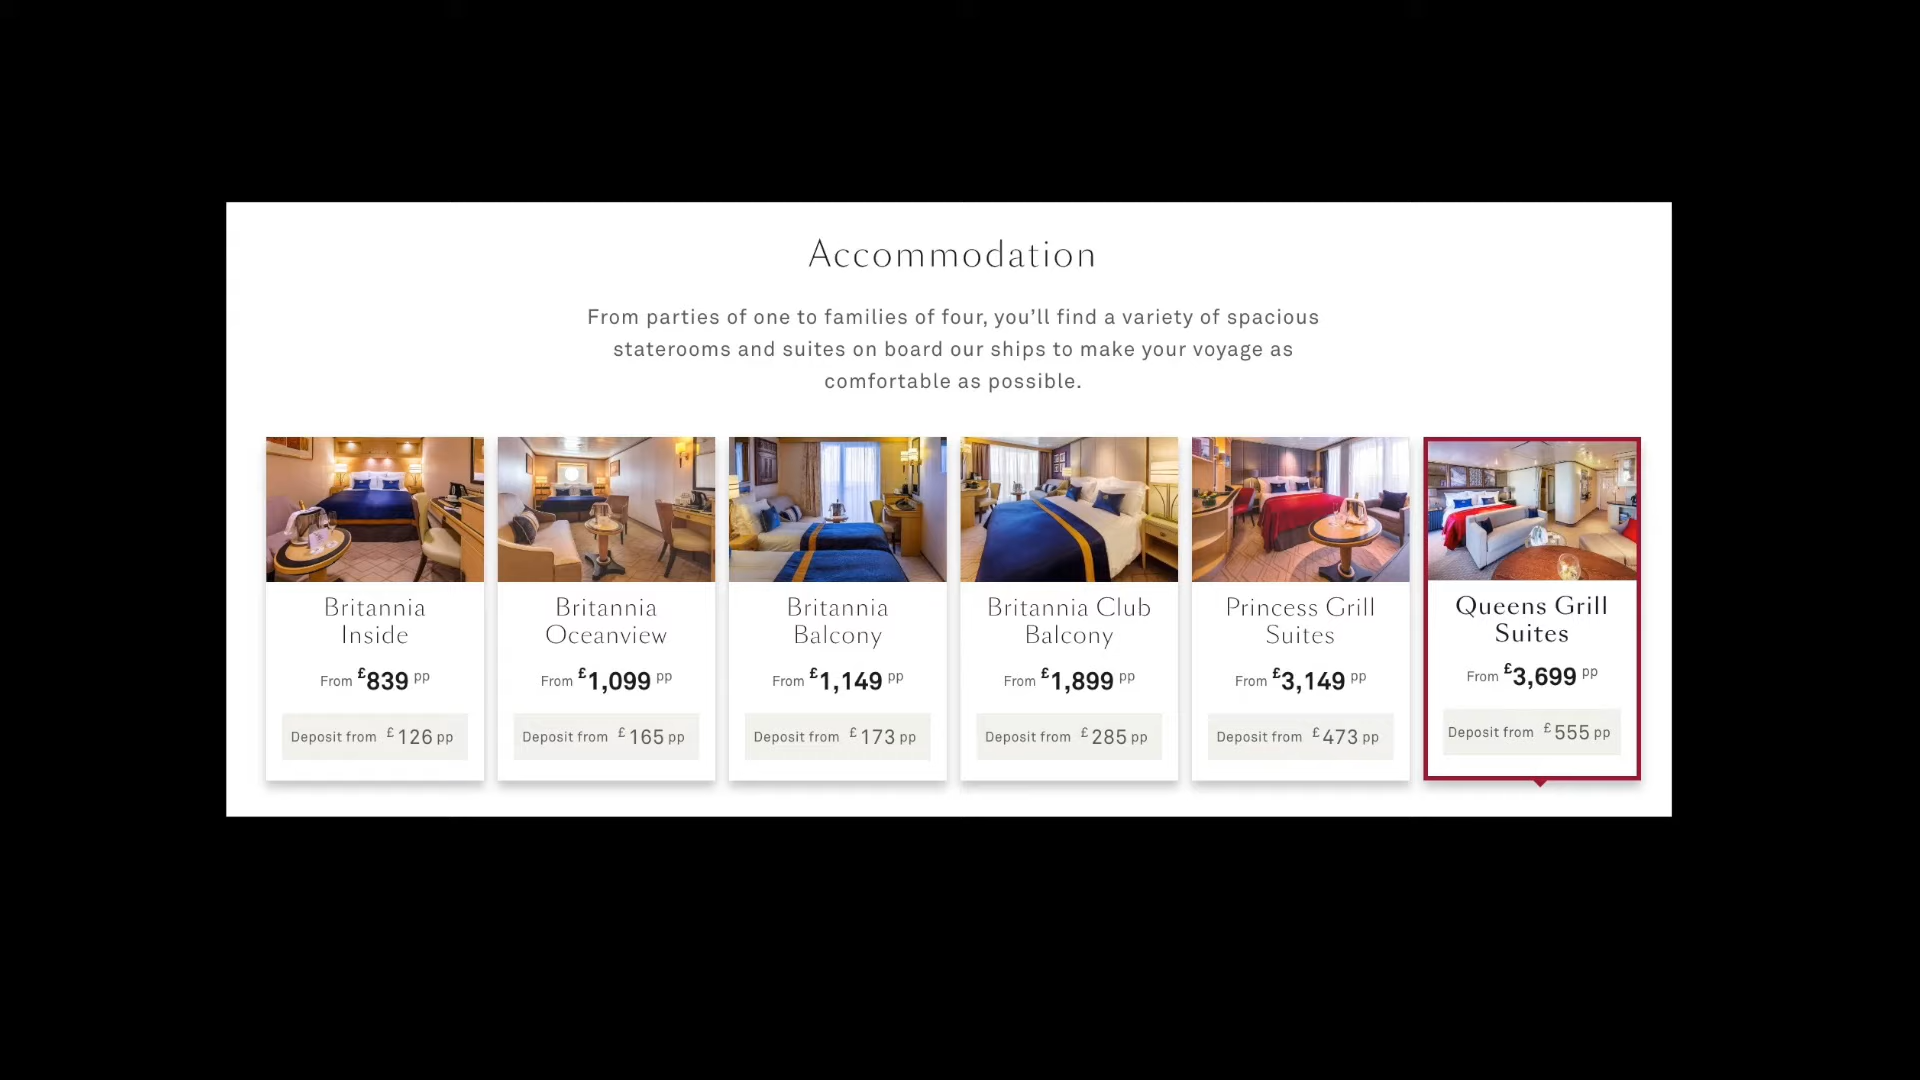 Accommodation
From parties of one to families of four, you’ll find a variety of spacious
staterooms and suites on board our ships to make your voyage as
comfortable as possible.
Britannia
Inside
From £839 pp
Deposit from £126 pp
Britannia
Oceanview
From £1,099 pp
Deposit from £165 pp
Britannia
Balcony
From £1,149 pp
Deposit from £173 pp
Britannia Club
Balcony
From £1,899 pp
Deposit from £285 pp
Princess Grill
Suites
From £3,149 pp
Deposit from £473 pp
Queens Grill
Suites
From £3,699 pp
Deposit from £555 pp